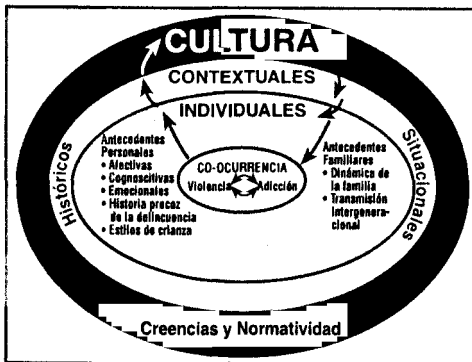 CULTURA
CONTEXTUALES
INDIVIDUALES
Históricos
Antecedentes
Personales
• Afectivas
• Cognoscitivas
• Emocionales
• Historia precoz
de la delincuencia
• Estilos de crianza
CO-OCURRENCIA
Violencia Adicción
Antecedentes
Familiares
• Dinámica de
la familia
• Transmisión
Intergenera-
cional
Situacionales
Creencias y Normatividad